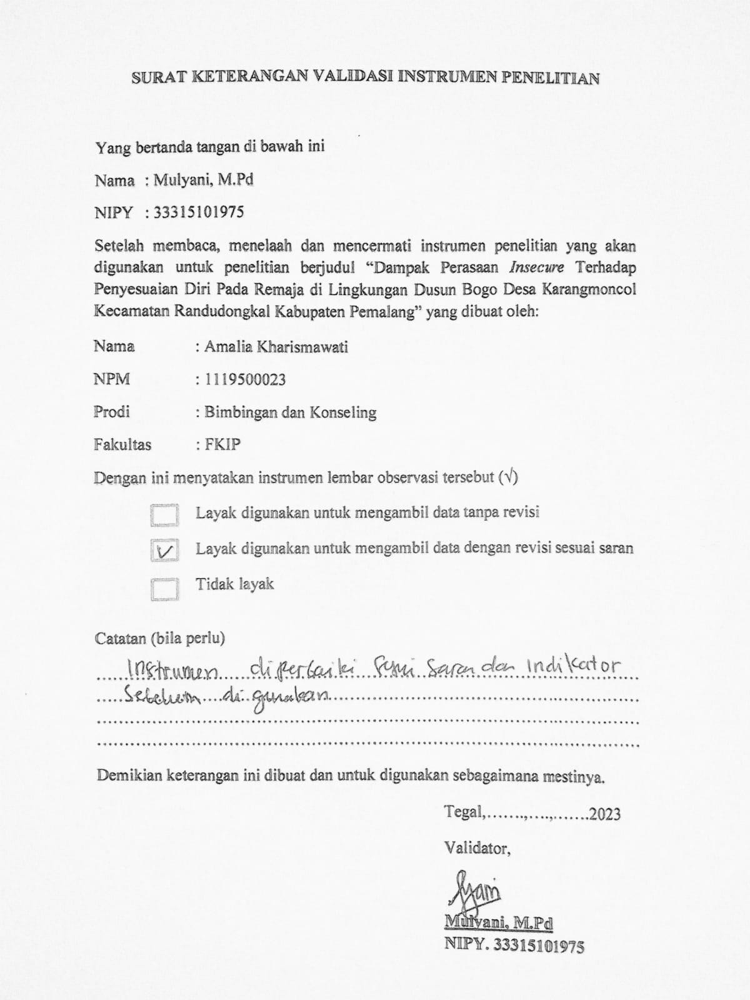 SURAT KETERANGAN VALIDASI INSTRUMEN PENELITIAN
Yang bertanda tangan di bawah ini
Nama : Mulyani, M.Pd
NIPY : 33315101975
Setelah membaca, menelaah dan mencermati instrumen penelitian yang akan
digunakan untuk penelitian berjudul “Dampak Perasaan Insecure Terhadap
Penyesuaian Diri Pada Remaja di Lingkungan Dusun Bogo Desa Karangmoncol
Kecamatan Randudongkal Kabupaten Pemalang” yang dibuat oleh:
Nama : Amalia Kharismawati
NPM : 1119500023
Prodi : Bimbingan dan Konseling
Fakultas : FKIP
Dengan ini menyatakan instrumen lembar observasi tersebut (√)
Layak digunakan untuk mengambil data tanpa revisi
Layak digunakan untuk mengambil data dengan revisi sesuai saran
Tidak layak
Catatan (bila perlu)
Instrumen diperbaiki saran dan Indikator
Sebelum digunakan
Demikian keterangan ini dibuat dan untuk digunakan sebagaimana mestinya.
Tegal,.......,....,.......2023
Validator,
Mulyani, M.Pd
NIPY. 33315101975